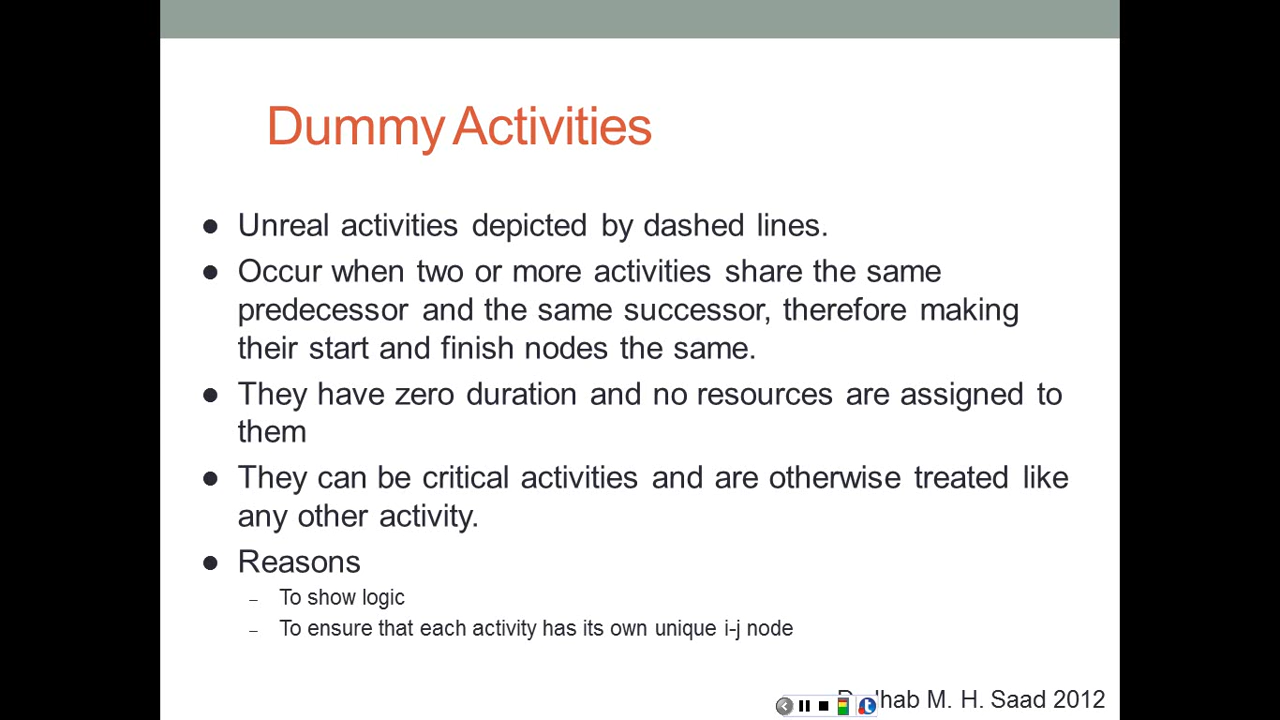 Dummy Activities
● Unreal activities depicted by dashed lines.
● Occur when two or more activities share the same
predecessor and the same successor, therefore making
their start and finish nodes the same.
● They have zero duration and no resources are assigned to
them
● They can be critical activities and are otherwise treated like
any other activity.
● Reasons
– To show logic
– To ensure that each activity has its own unique i-j node
M. H. Saad 2012